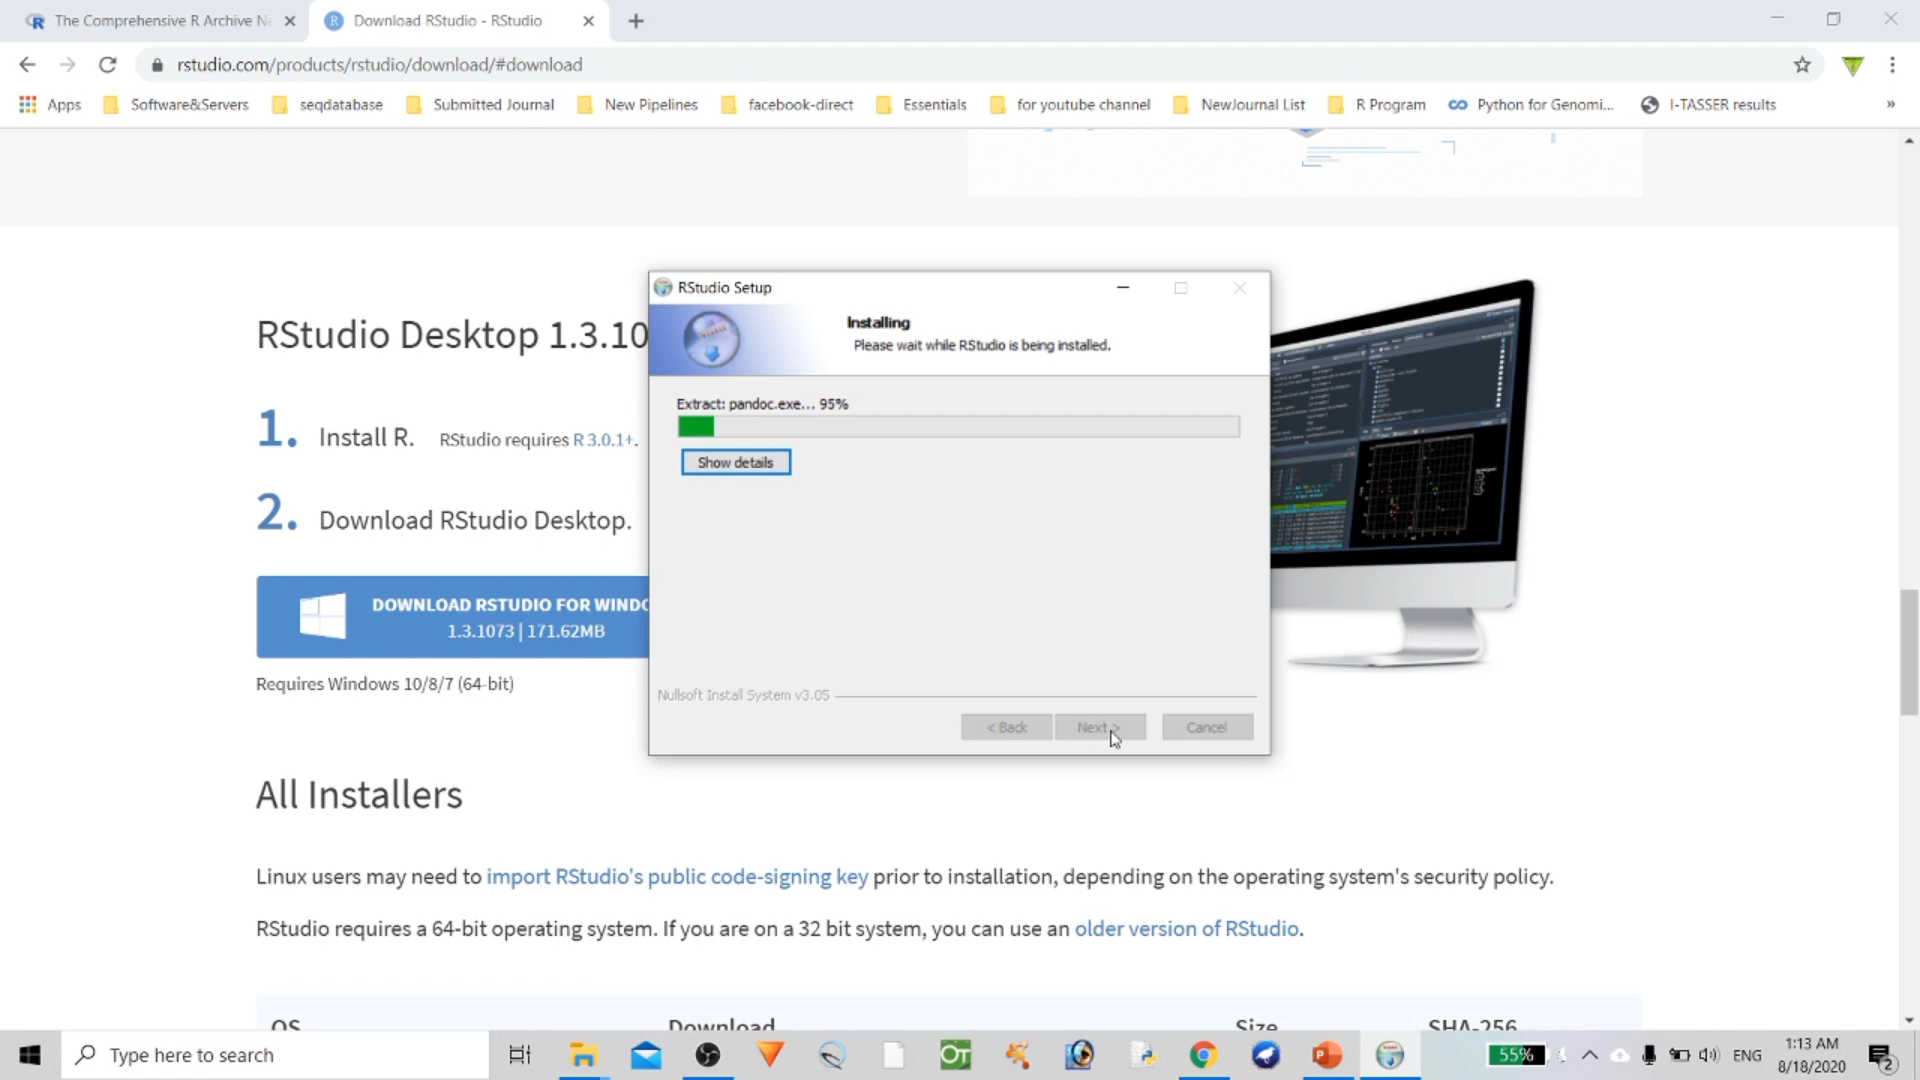 The Comprehensive R Archive Ne
Download RStudio - RStudio
rstudio.com/products/rstudio/download/#download
Apps
Software&Servers
seqdatabase
Submitted Journal
New Pipelines
facebook-direct
Essentials
for youtube channel
NewJournal List
R Program
Python for Genomi...
I-TASSER results
»
RStudio Desktop 1.3.10
1. Install R. RStudio requires R 3.0.1+.
2. Download RStudio Desktop.
DOWNLOAD RSTUDIO FOR WINDO
1.3.1073 | 171.62MB
Requires Windows 10/8/7 (64-bit)
RStudio Setup
Installing
Please wait while RStudio is being installed.
Extract: pandoc.exe... 95%
Show details
Nullsoft Install System v3.05
< Back
Next >
Cancel
All Installers
Linux users may need to import RStudio's public code-signing key prior to installation, depending on the operating system's security policy.
RStudio requires a 64-bit operating system. If you are on a 32 bit system, you can use an older version of RStudio.
OS
Download
Size
SHA-256
Type here to search
OT
55%
ENG
1:13 AM
8/18/2020
2